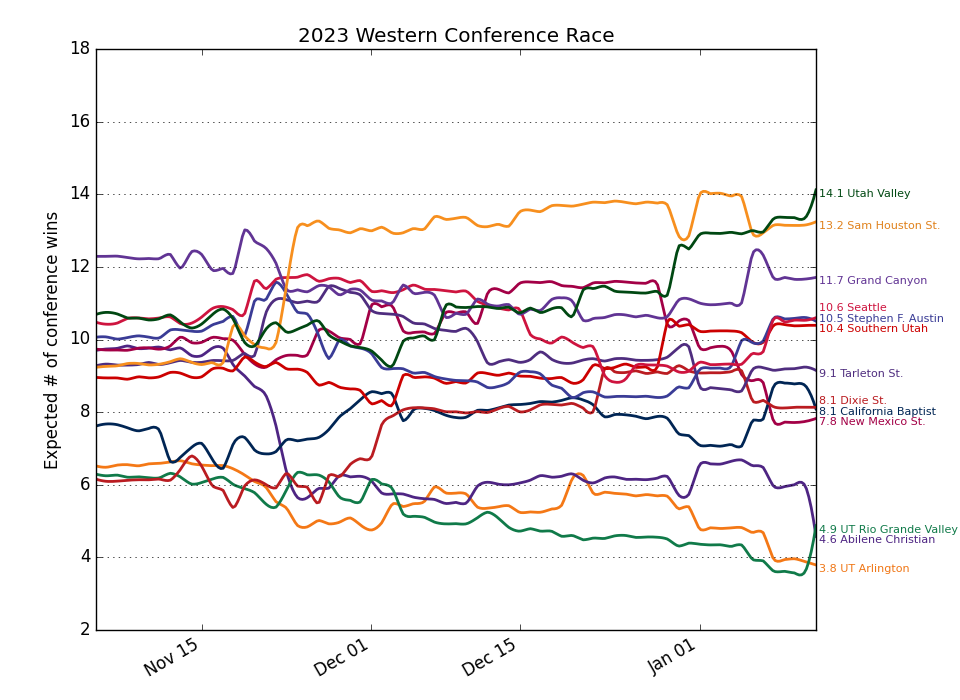 2023 Western Conference Race
Expected # of conference wins
18
16
14
12
10
8
6
4
2
Nov 15
Dec 01
Dec 15
Jan 01
14.1 Utah Valley
13.2 Sam Houston St.
11.7 Grand Canyon
10.6 Seattle
10.5 Stephen F. Austin
10.4 Southern Utah
9.1 Tarleton St.
8.1 Dixie St.
8.1 California Baptist
7.8 New Mexico St.
4.9 UT Rio Grande Valley
4.6 Abilene Christian
3.8 UT Arlington